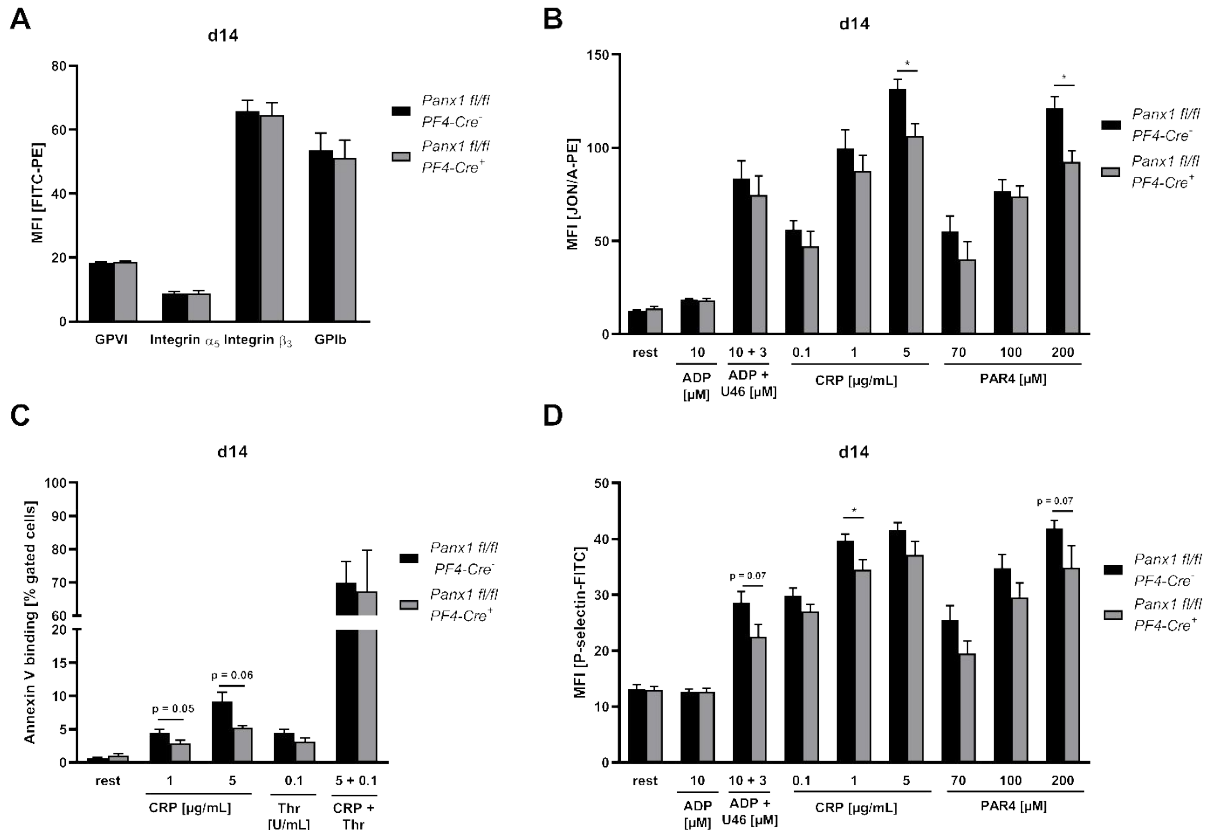 A
d14
MFI [FITC-PE]
80
60
40
20
0
GPVI Integrin α5 Integrin β3 GPIb
Panx1 fl/fl
PF4-Cre-
Panx1 fl/fl
PF4-Cre+
B
d14
MFI [JON/A-PE]
150
100
50
0
*
*
rest 10 10 + 3 0.1 1 5 70 100 200
ADP
[µM]
ADP +
U46 [µM]
CRP [µg/mL]
PAR4 [µM]
Panx1 fl/fl
PF4-Cre-
Panx1 fl/fl
PF4-Cre+
C
d14
Annexin V binding [% gated cells]
100
90
80
70
60
20
15
10
5
0
p = 0.05
p = 0.06
rest 1 5 0.1 5 + 0.1
CRP [µg/mL]
Thr
[U/mL]
CRP +
Thr
Panx1 fl/fl
PF4-Cre-
Panx1 fl/fl
PF4-Cre+
D
d14
MFI [P-selectin-FITC]
50
40
30
20
10
0
p = 0.07
*
p = 0.07
rest 10 10 + 3 0.1 1 5 70 100 200
ADP
[µM]
ADP +
U46 [µM]
CRP [µg/mL]
PAR4 [µM]
Panx1 fl/fl
PF4-Cre-
Panx1 fl/fl
PF4-Cre+